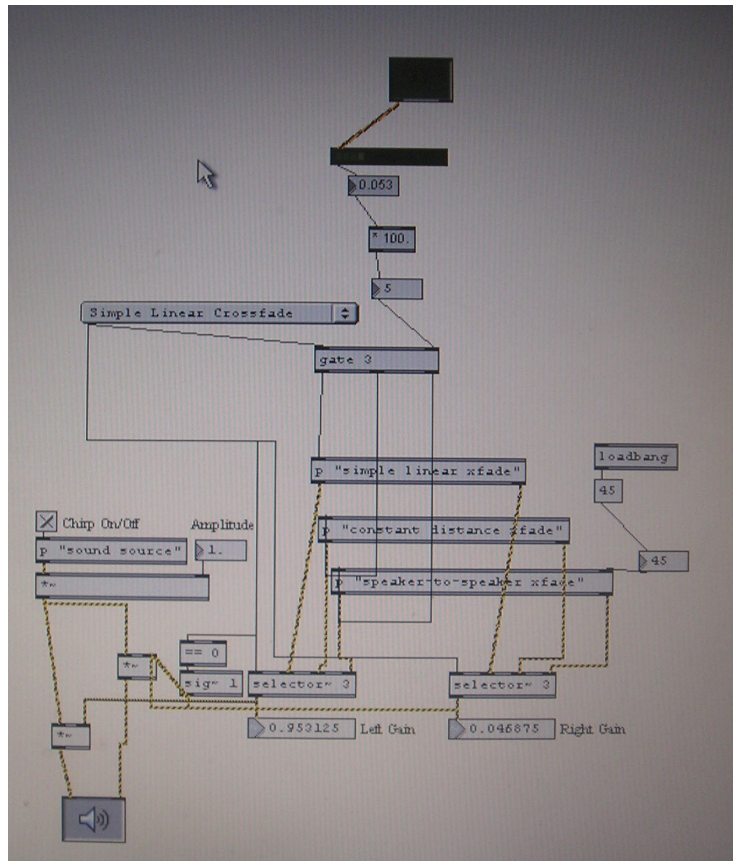 0.053
* 100.
5
Simple Linear Crossfade
gate 3
p "simple linear xfade"
loadbang
45
p "constant distance xfade"
Chirp On/Off
Amplitude
p "sound source"
1.
45
*~
p "speaker-to-speaker xfade"
== 0
*~
sig~ 1
selector~ 3
selector~ 3
*~
0.953125
Left Gain
0.046875
Right Gain